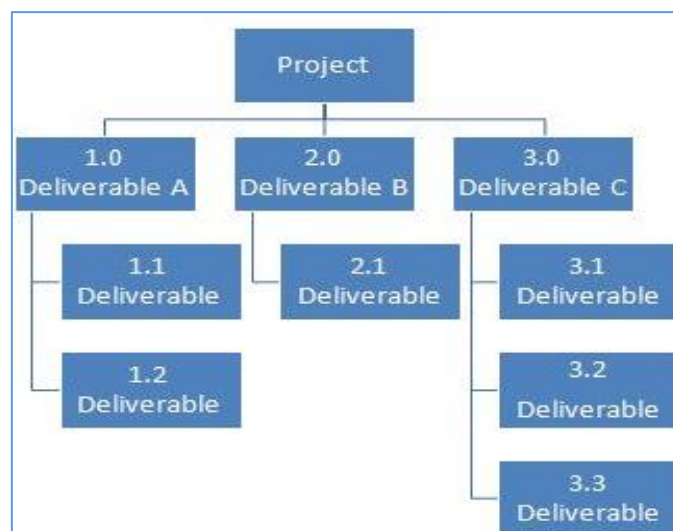 Project
1.0
Deliverable A
2.0
Deliverable B
3.0
Deliverable C
1.1
Deliverable
2.1
Deliverable
3.1
Deliverable
1.2
Deliverable
3.2
Deliverable
3.3
Deliverable